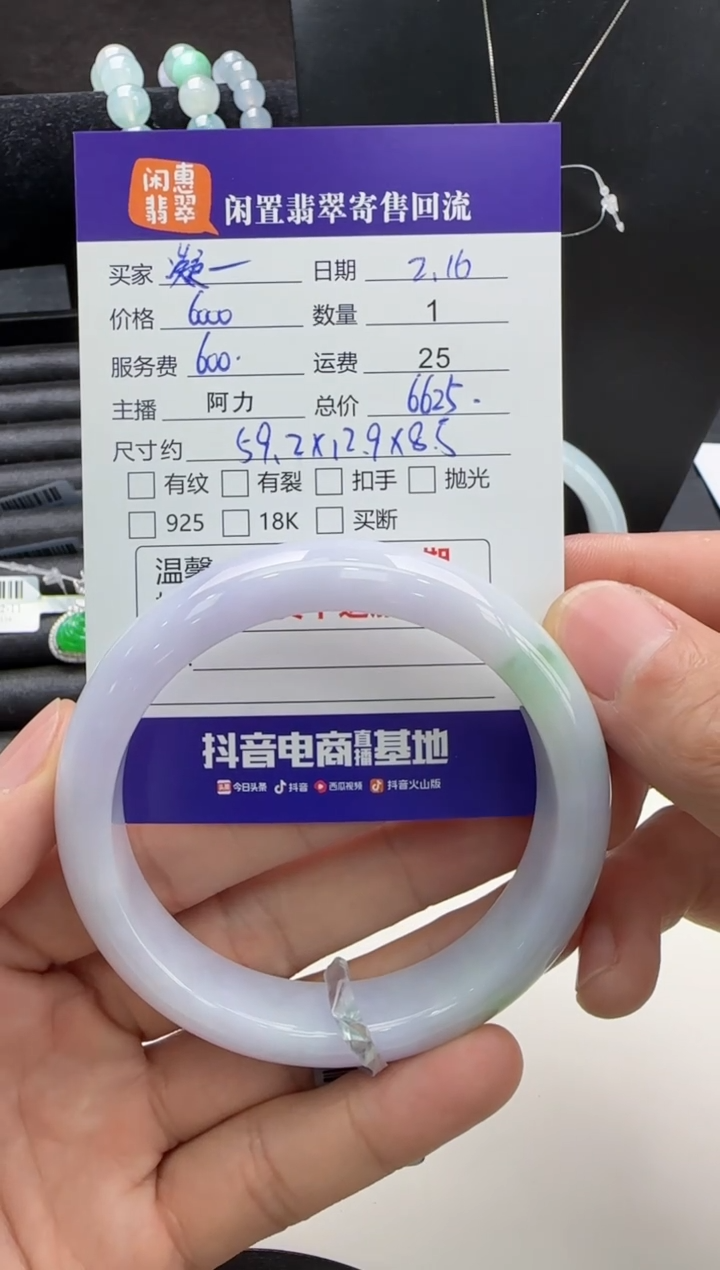 闲惠
翡翠
闲置翡翠寄售回流
买家 凝一 日期 2.16
价格 6000 数量 1
服务费 600. 运费 25
主播 阿力 总价 6625.
尺寸约 59.2x12.9x8.5
有纹 有裂 扣手 抛光
925 18K 买断
温馨
抖音电商直播基地
头条 今日头条 抖音 西瓜视频 抖音火山版